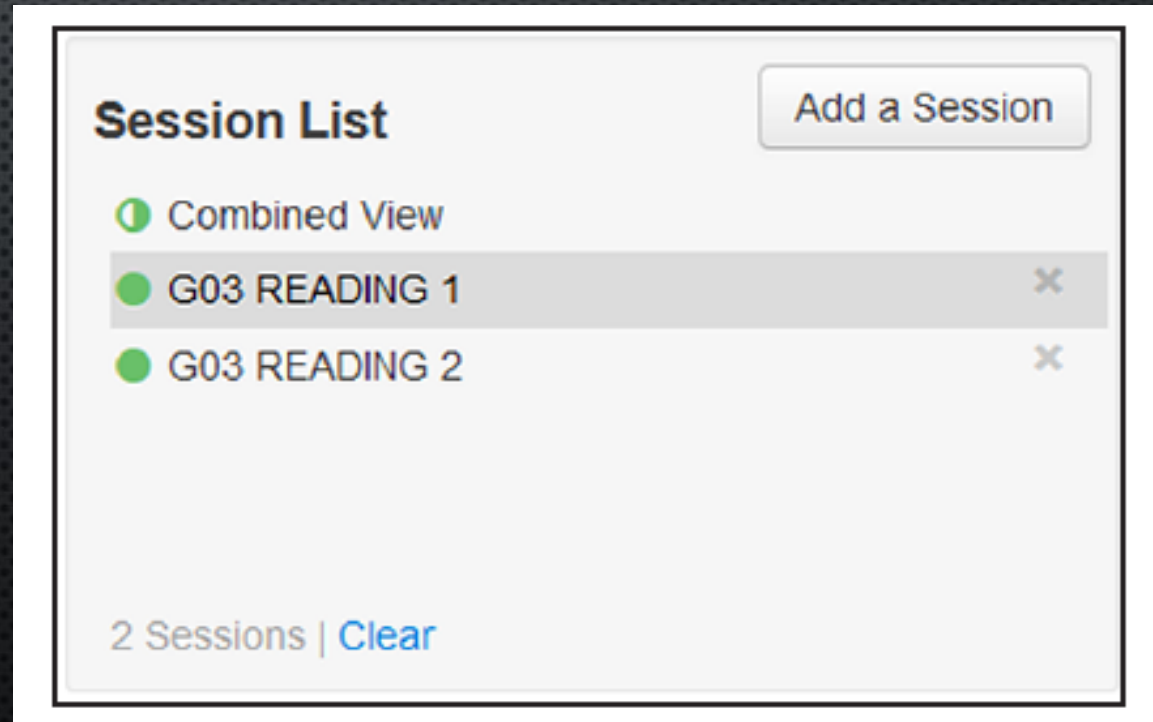 Session List
Add a Session
Combined View
G03 READING 1
G03 READING 2
2 Sessions | Clear